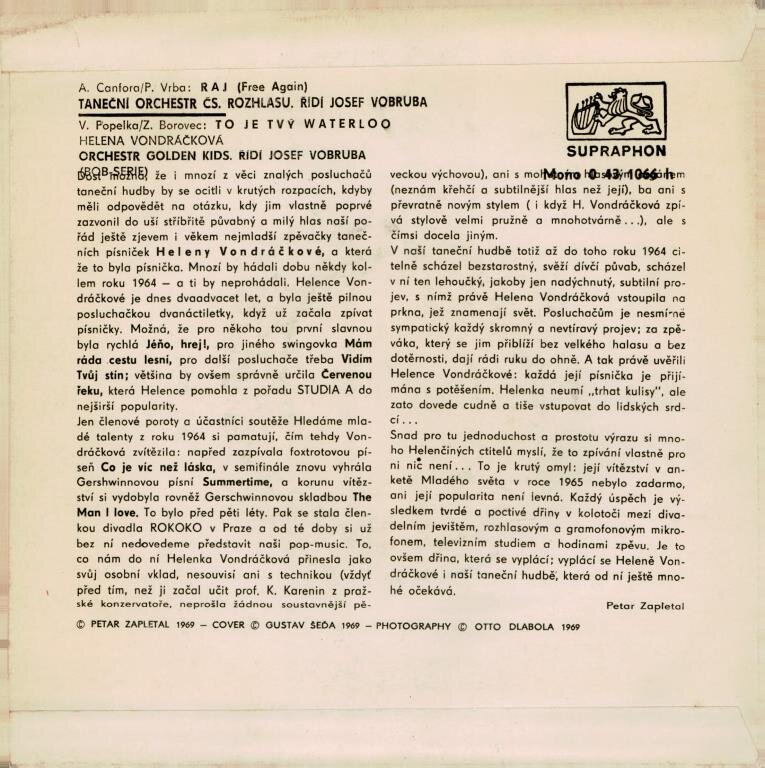 A. Canfora/P. Vrba: RAJ (Free Again)
TANEČNÍ ORCHESTR ČS. ROZHLASU. ŘÍDÍ JOSEF VOBRUBA
V. Popelka/Z. Borovec: TO JE TVÝ WATERLOO
HELENA VONDRÁČKOVÁ
ORCHESTR GOLDEN KIDS. ŘÍDÍ JOSEF VOBRUBA
(BOB-SERIE)
SUPRAPHON
Mono 0 43 1066 h
Dost možná, že i mnozí z věci znalých posluchačů
taneční hudby by se ocitli v krutých rozpacích, kdyby
měli odpovědět na otázku, kdy jim vlastně poprvé
zazvonil do uší stříbřitě půvabný a milý hlas naší po-
řád ještě zjevem i věkem nejmladší zpěvačky taneč-
ních písniček Heleny Vondráčkové, a která
že to byla písnička. Mnozí by hádali dobu někdy kol-
lem roku 1964 – a ti by neprohádali. Helence Von-
dráčkové je dnes dvaadvacet let, a byla ještě pilnou
posluchačkou dvanáctiletky, když už začala zpívat
písničky. Možná, že pro někoho tou první slavnou
byla rychlá Jéňo, hrej!, pro jiného swingovka Mám
ráda cestu lesní, pro další posluchače třeba Vidím
Tvůj stín; většina by ovšem správně určila Červenou
řeku, která Helence pomohla z pořadu STUDIA A do
nejširší popularity.
Jen členové poroty a účastníci soutěže Hledáme mla-
dé talenty z roku 1964 si pamatují, čím tehdy Von-
dráčková zvítězila: napřed zazpívala foxtrotovou pí-
seň Co je víc než láska, v semifinále znovu vyhrála
Gershwinnovou písní Summertime, a korunu vítěz-
ství si vydobyla rovněž Gerschwinnovou skladbou The
Man I love. To bylo před pěti léty. Pak se stala člen-
kou divadla ROKOKO v Praze a od té doby si už
bez ní nedovedeme představit naši pop-music. To,
co nám do ní Helenka Vondráčková přinesla jako
svůj osobní vklad, nesouvisí ani s technikou (vždyť
před tím, než ji začal učit prof. K. Karenin z praž-
ské konzervatoře, neprošla žádnou soustavnější pě-
veckou výchovou), ani s mohutným hlasovým orgánem
(neznám křehčí a subtilnější hlas než její), ba ani s
převratně novým stylem ( i když H. Vondráčková zpí-
vá stylově velmi pružně a mnohotvárně...), ale s
čímsi docela jiným.
V naší taneční hudbě totiž až do toho roku 1964 ci-
telně scházel bezstarostný, svěží dívčí půvab, scházel
v ní ten lehoučký, jakoby jen nadýchnutý, subtilní pro-
jev, s nímž právě Helena Vondráčková vstoupila na
prkna, jež znamenají svět. Posluchačům je nesmírně
sympatický každý skromný a nevtíravý projev; za zpě-
váka, který se jim přiblíží bez velkého halasu a bez
dotěrnosti, dají rádi ruku do ohně. A tak právě uvěřili
Helence Vondráčkové: každá její písnička je přijí-
mána s potěšením. Helenka neumí „trhat kulisy", ale
zato dovede cudně a tiše vstupovat do lidských srd-
cí...
Snad pro tu jednoduchost a prostotu výrazu si mno-
ho Helenčiných ctitelů myslí, že to zpívání vlastně pro
ni nic není... To je krutý omyl: její vítězství v an-
ketě Mladého světa v roce 1965 nebylo zadarmo,
ani její popularita není levná. Každý úspěch je vý-
sledkem tvrdé a poctivé dřiny v kolotoči mezi diva-
delním jevištěm, rozhlasovým a gramofonovým mikro-
fonem, televizním studiem a hodinami zpěvu. Je to
ovšem dřina, která se vyplácí; vyplácí se Heleně Von-
dráčkové i naší taneční hudbě, která od ní ještě mno-
hé očekává.
Petar Zapletal
© PETAR ZAPLETAL 1969 – COVER © GUSTAV ŠEĎA 1969 – PHOTOGRAPHY © OTTO DLABOLA 1969